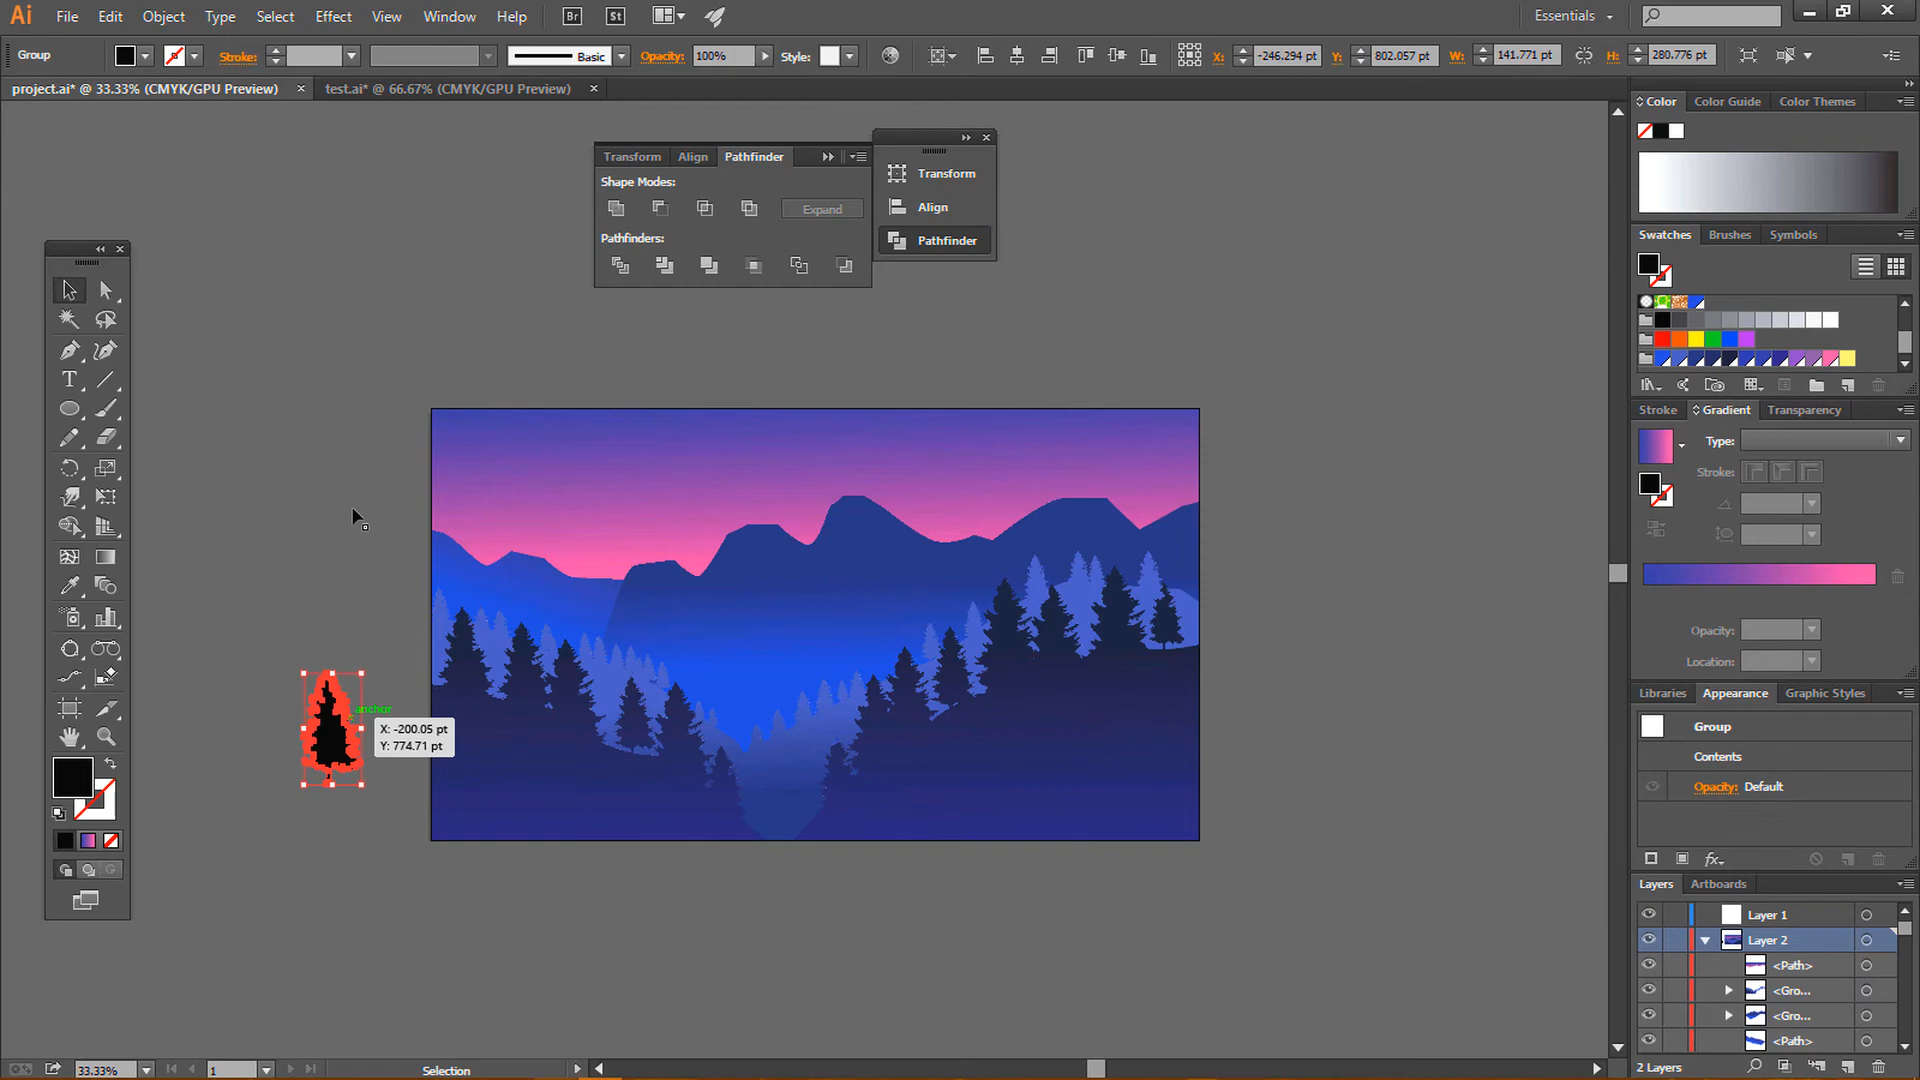 Ai File Edit Object Type Select Effect View Window Help Br St Essentials
Group Stroke: Basic Opacity: 100% Style: X: -246.294 pt Y: 802.057 pt W: 141.771 pt H: 280.776 pt
project.ai* @ 33.33% (CMYK/GPU Preview) test.ai* @ 66.67% (CMYK/GPU Preview)
Transform Align Pathfinder
Shape Modes:
Expand
Pathfinders:
Transform
Align
Pathfinder
anchor
X: -200.05 pt
Y: 774.71 pt
Color Color Guide Color Themes
Swatches Brushes Symbols
Stroke Gradient Transparency
Type:
Stroke:
Opacity:
Location:
Libraries Appearance Graphic Styles
Group
Contents
Opacity: Default
fx
Layers Artboards
Layer 1
Layer 2
<Path>
<Gro...
<Gro...
<Path>
2 Layers
33.33% 1 Selection